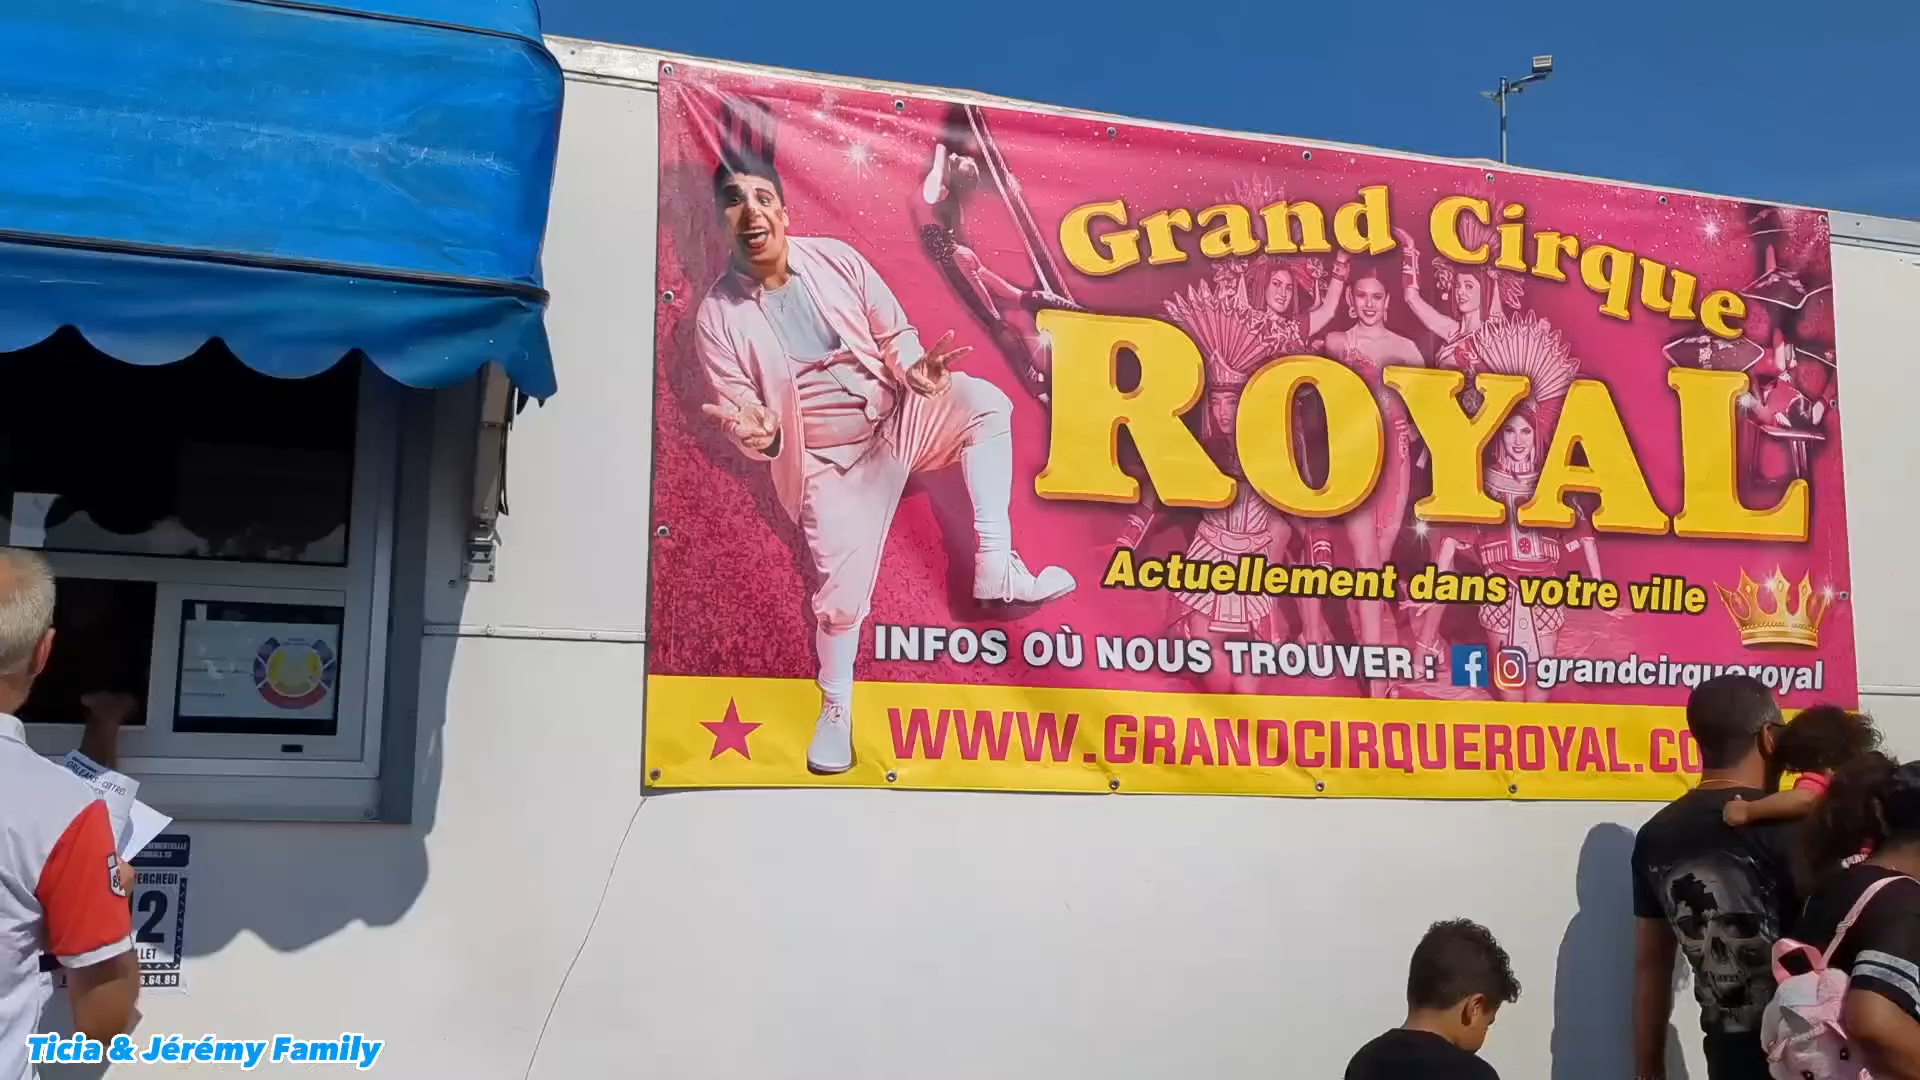 Grand Cirque
ROYAL
Actuellement dans votre ville
INFOS OÙ NOUS TROUVER :
grandcirqueroyal
WWW.GRANDCIRQUEROYAL.CO
Ticia & Jérémy Family